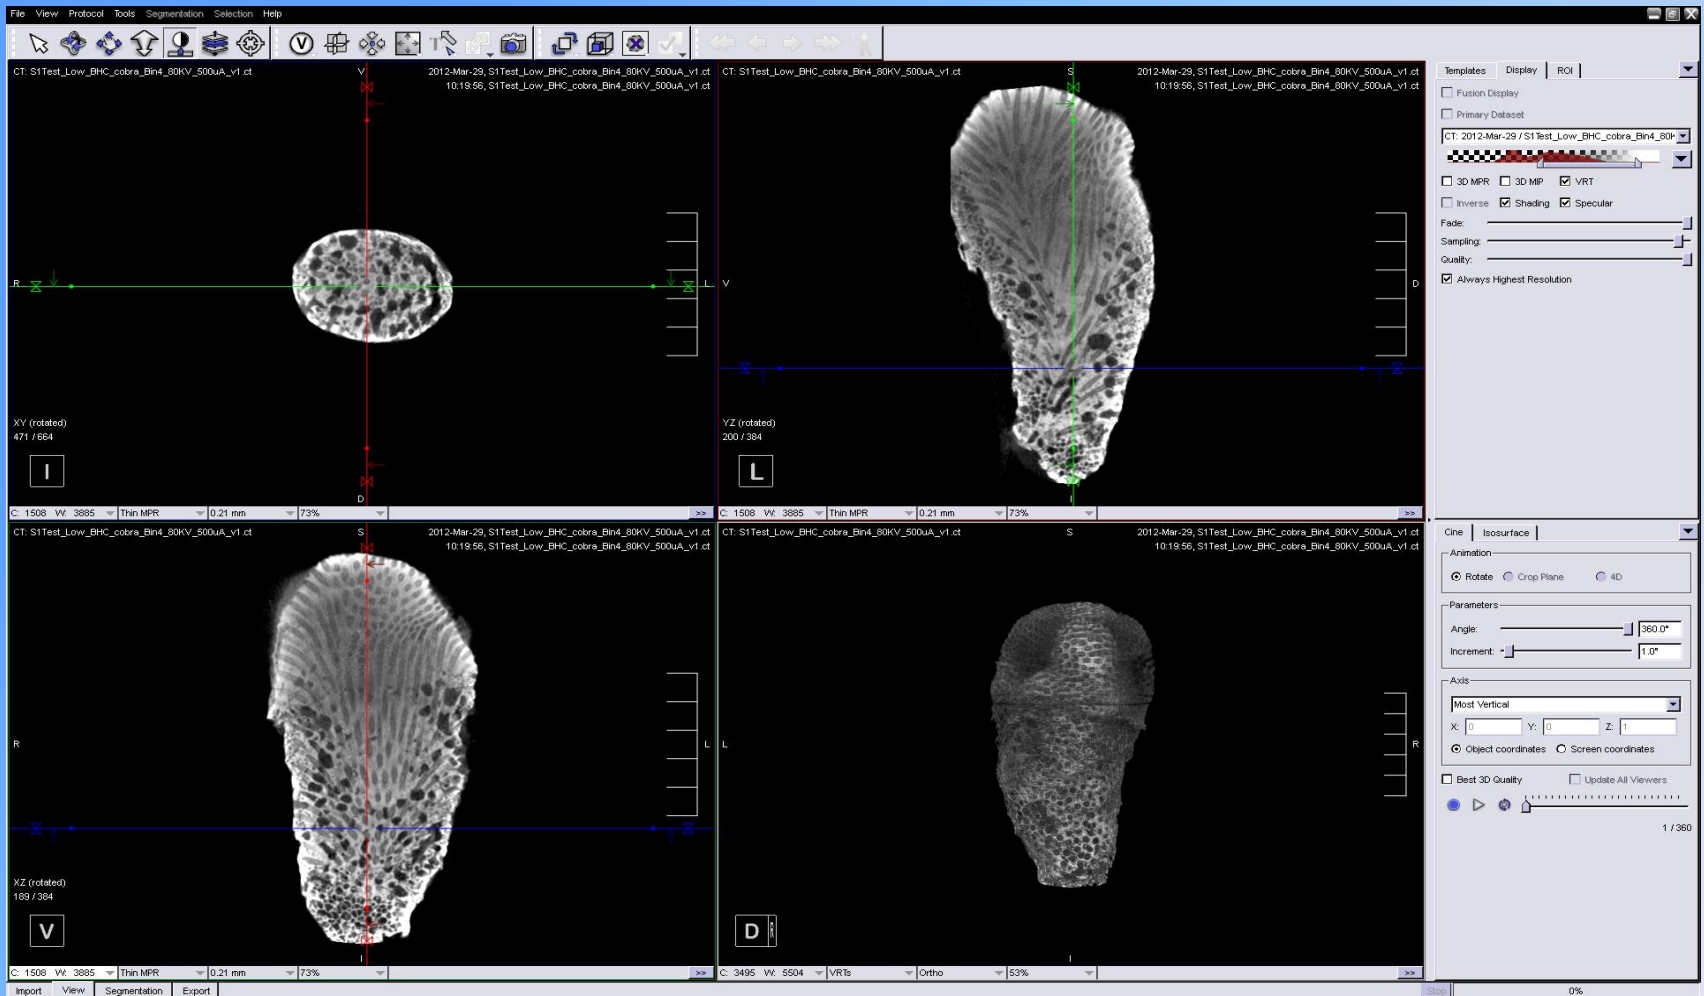 File View Protocol Tools Segmentation Selection Help
CT: S1Test_Low_BHC_cobra_Bin4_80KV_500uA_v1.ct
V
2012-Mar-29, S1Test_Low_BHC_cobra_Bin4_80KV_500uA_v1.ct
10:19:56, S1Test_Low_BHC_cobra_Bin4_80KV_500uA_v1.ct
R
L
XY (rotated)
471 / 664
I
D
C: 1508 W: 3885 Thin MPR 0.21 mm 73% >>
CT: S1Test_Low_BHC_cobra_Bin4_80KV_500uA_v1.ct
S
2012-Mar-29, S1Test_Low_BHC_cobra_Bin4_80KV_500uA_v1.ct
10:19:56, S1Test_Low_BHC_cobra_Bin4_80KV_500uA_v1.ct
V
D
YZ (rotated)
200 / 384
L
I
C: 1508 W: 3885 Thin MPR 0.21 mm 73% >>
CT: S1Test_Low_BHC_cobra_Bin4_80KV_500uA_v1.ct
S
2012-Mar-29, S1Test_Low_BHC_cobra_Bin4_80KV_500uA_v1.ct
10:19:56, S1Test_Low_BHC_cobra_Bin4_80KV_500uA_v1.ct
R
L
XZ (rotated)
189 / 384
V
I
C: 1508 W: 3885 Thin MPR 0.21 mm 73% >>
CT: S1Test_Low_BHC_cobra_Bin4_80KV_500uA_v1.ct
S
2012-Mar-29, S1Test_Low_BHC_cobra_Bin4_80KV_500uA_v1.ct
10:19:56, S1Test_Low_BHC_cobra_Bin4_80KV_500uA_v1.ct
L
R
D
I
C: 3495 W: 5504 VRTs Ortho 53% >>
Templates Display ROI
Fusion Display
Primary Dataset
CT: 2012-Mar-29 / S1Test_Low_BHC_cobra_Bin4_80K
3D MPR 3D MIP VRT
Inverse Shading Specular
Fade:
Sampling:
Quality:
Always Highest Resolution
Cine Isosurface
Animation
Rotate Crop Plane 4D
Parameters
Angle: 360.0°
Increment: 1.0°
Axis
Most Vertical
X: 0 Y: 0 Z: 1
Object coordinates Screen coordinates
Best 3D Quality Update All Viewers
1 / 360
Import View Segmentation Export
Stop 0%